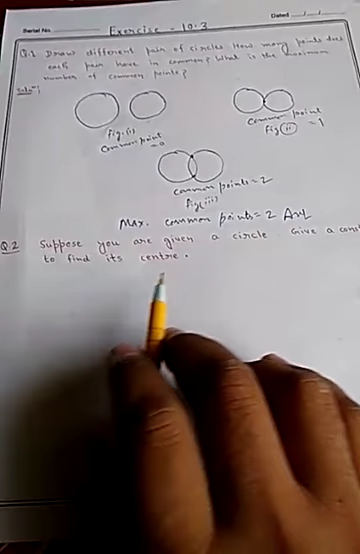 Serial No. Exercise - 10.3 Dated
Q.1 Draw different pair of circles How many points does
each pair have in common? What is the maximum
number of common points?
Solnⁿ:
Fig.(i)
Common point
=0
Common point
Fig(ii) = 1
common points=2
Fig(iii)
Max. common points=2 Ans
Q.2 Suppose you are given a circle Give a cons
to find its centre.